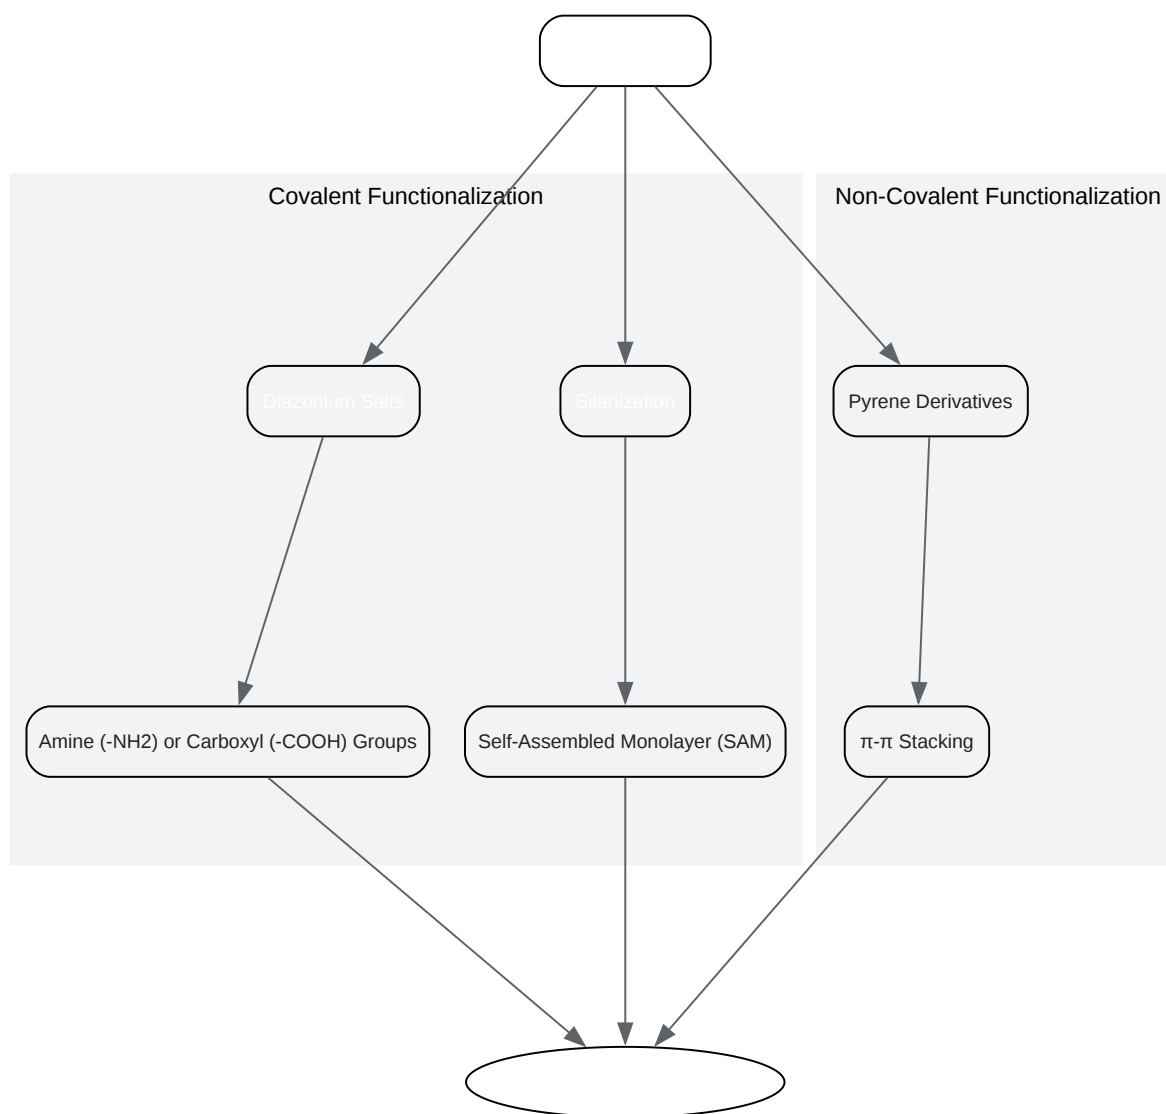 Covalent Functionalization
Non-Covalent Functionalization
Diazonium Salts
Silanization
Pyrene Derivatives
Amine (-NH2) or Carboxyl (-COOH) Groups
Self-Assembled Monolayer (SAM)
π-π Stacking